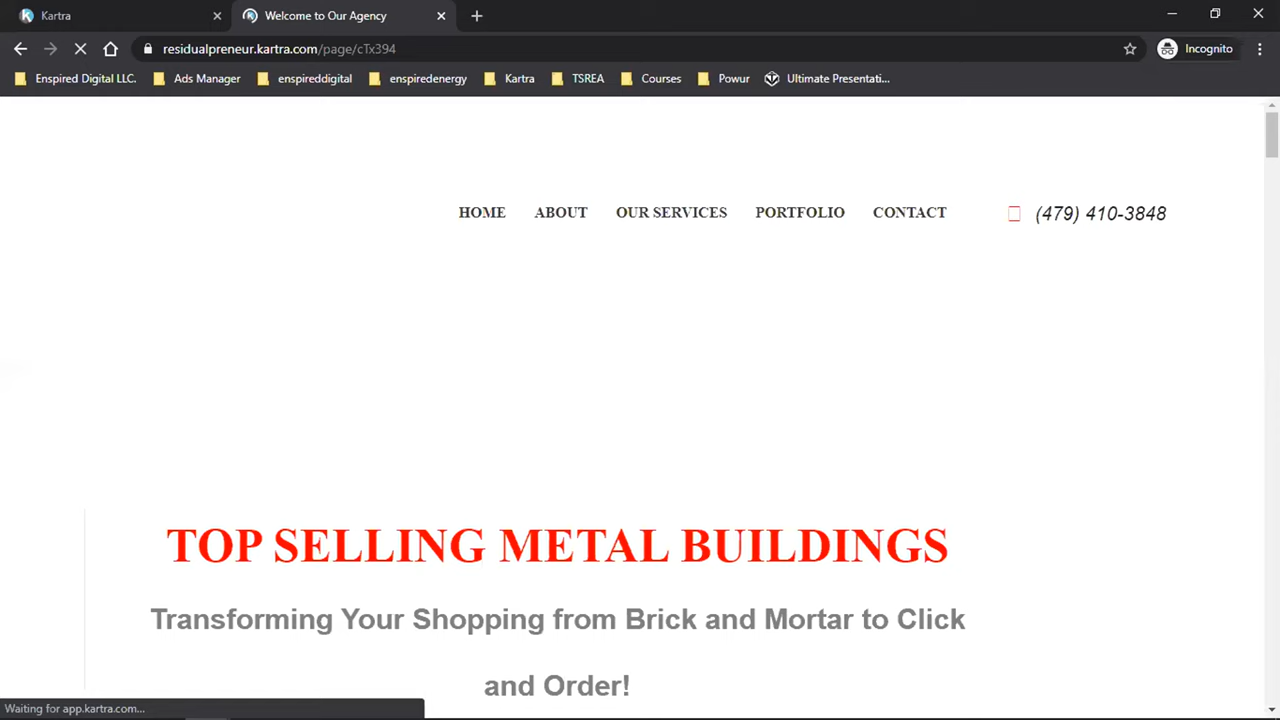 Kartra
Welcome to Our Agency
residualpreneur.kartra.com/page/cTx394
Incognito
Enspired Digital LLC.
Ads Manager
enspireddigital
enspiredenergy
Kartra
TSREA
Courses
Powur
Ultimate Presentati...
HOME
ABOUT
OUR SERVICES
PORTFOLIO
CONTACT
(479) 410-3848
TOP SELLING METAL BUILDINGS
Transforming Your Shopping from Brick and Mortar to Click
and Order!
Waiting for app.kartra.com...